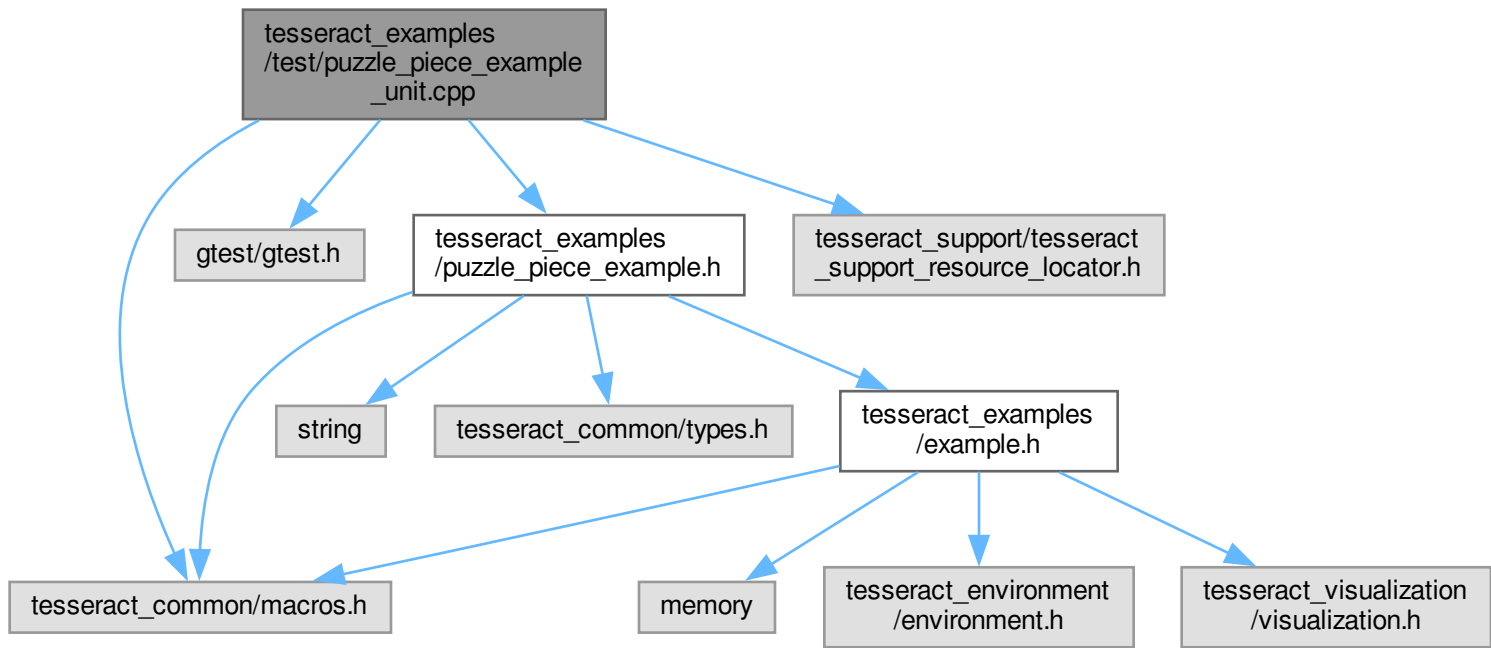 tesseract_examples
/test/puzzle_piece_example
_unit.cpp
gtest/gtest.h
tesseract_examples
/puzzle_piece_example.h
tesseract_support/tesseract
_support_resource_locator.h
string
tesseract_common/types.h
tesseract_examples
/example.h
tesseract_common/macros.h
memory
tesseract_environment
/environment.h
tesseract_visualization
/visualization.h